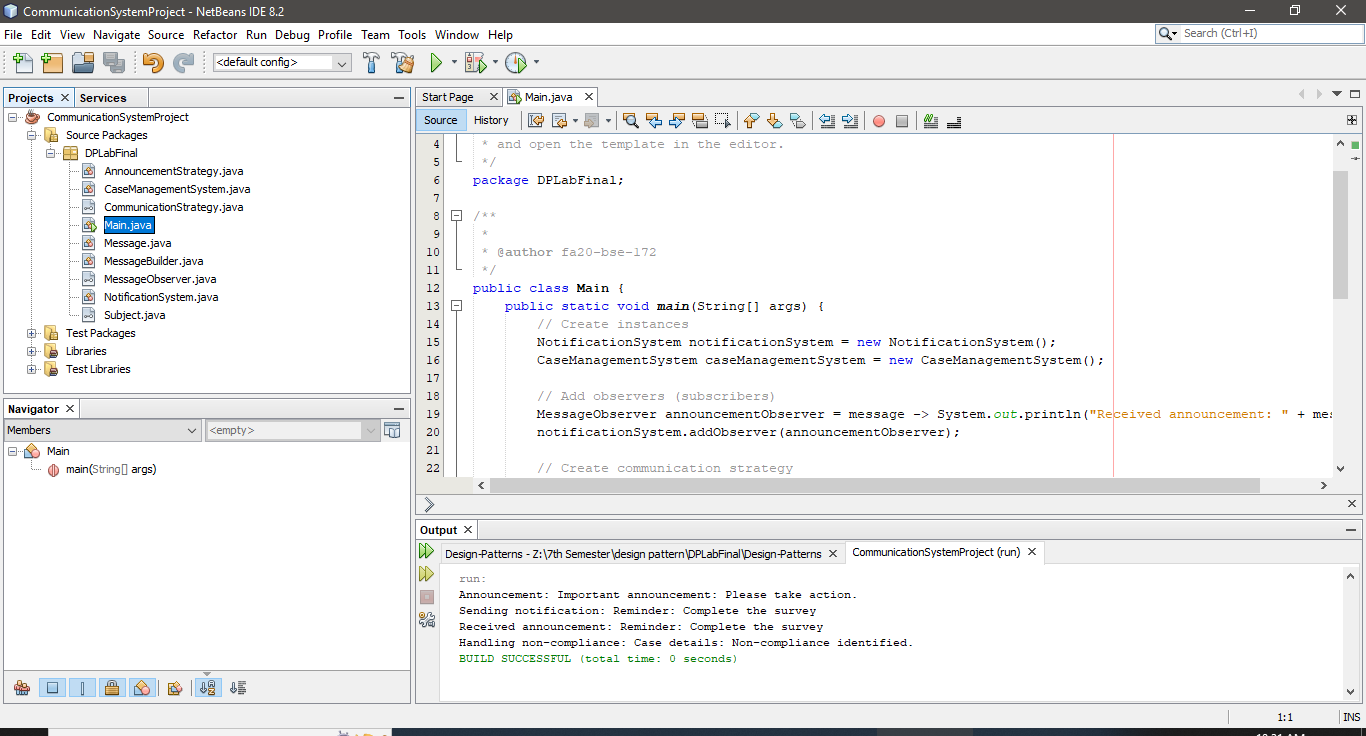 CommunicationSystemProject - NetBeans IDE 8.2
File Edit View Navigate Source Refactor Run Debug Profile Team Tools Window Help
Search (Ctrl+I)
<default config>
Projects Services
CommunicationSystemProject
Source Packages
DPLabFinal
AnnouncementStrategy.java
CaseManagementSystem.java
CommunicationStrategy.java
Main.java
Message.java
MessageBuilder.java
MessageObserver.java
NotificationSystem.java
Subject.java
Test Packages
Libraries
Test Libraries
Navigator
Members <empty>
Main
main(String[] args)
Start Page Main.java
Source History
4 * and open the template in the editor.
5 */
6 package DPLabFinal;
7
8 /**
9 *
10 * @author fa20-bse-172
11 */
12 public class Main {
13 public static void main(String[] args) {
14 // Create instances
15 NotificationSystem notificationSystem = new NotificationSystem();
16 CaseManagementSystem caseManagementSystem = new CaseManagementSystem();
17
18 // Add observers (subscribers)
19 MessageObserver announcementObserver = message -> System.out.println("Received announcement: " + mes
20 notificationSystem.addObserver(announcementObserver);
21
22 // Create communication strategy
Output
Design-Patterns - Z:\7th Semester\design pattern\DPLabFinal\Design-Patterns CommunicationSystemProject (run)
run:
Announcement: Important announcement: Please take action.
Sending notification: Reminder: Complete the survey
Received announcement: Reminder: Complete the survey
Handling non-compliance: Case details: Non-compliance identified.
BUILD SUCCESSFUL (total time: 0 seconds)
1:1 INS